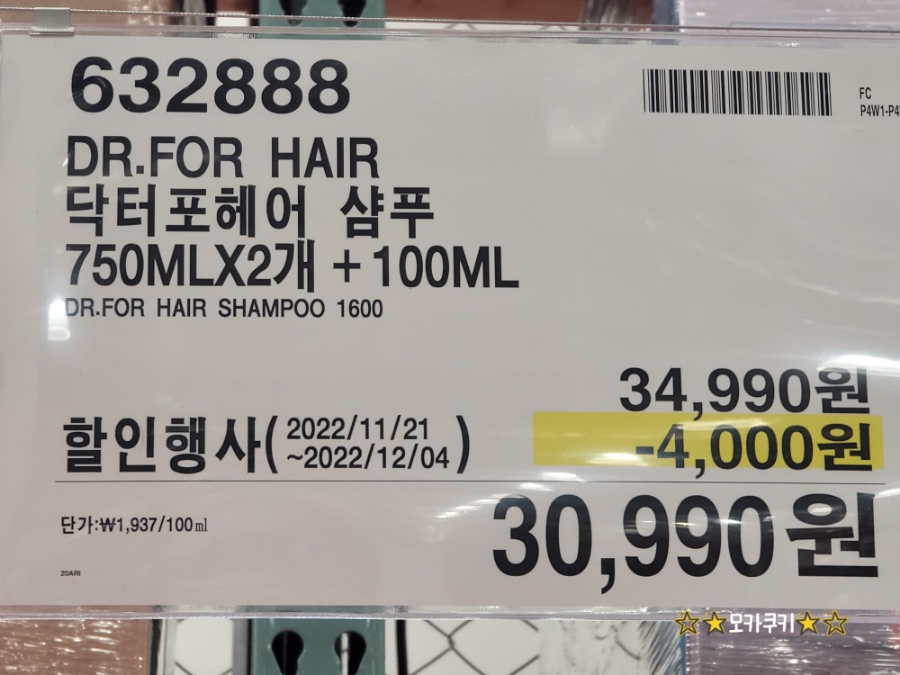 632888
FC
DR.FOR HAIR
닥터포헤어 샴푸
750MLX2개 +100ML
DR.FOR HAIR SHAMPOO 1600
34,990원
할인행사( 2022/11/21
~2022/12/04 )
-4,000원
단가:₩1,937/100㎖
30,990원
20ARI
☆★모카쿠키★☆